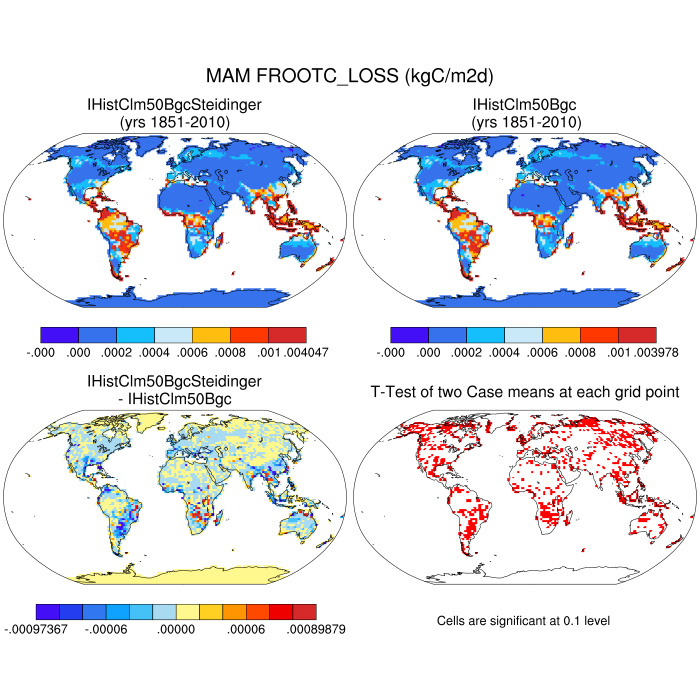 MAM FROOTC_LOSS (kgC/m2d)
IHistClm50BgcSteidinger
(yrs 1851-2010)
IHistClm50Bgc
(yrs 1851-2010)
-.000 .000 .0002 .0004 .0006 .0008 .001.004047
-.000 .000 .0002 .0004 .0006 .0008 .001.003978
IHistClm50BgcSteidinger
- IHistClm50Bgc
T-Test of two Case means at each grid point
-.00097367 -.00006 .00000 .00006 .00089879
Cells are significant at 0.1 level